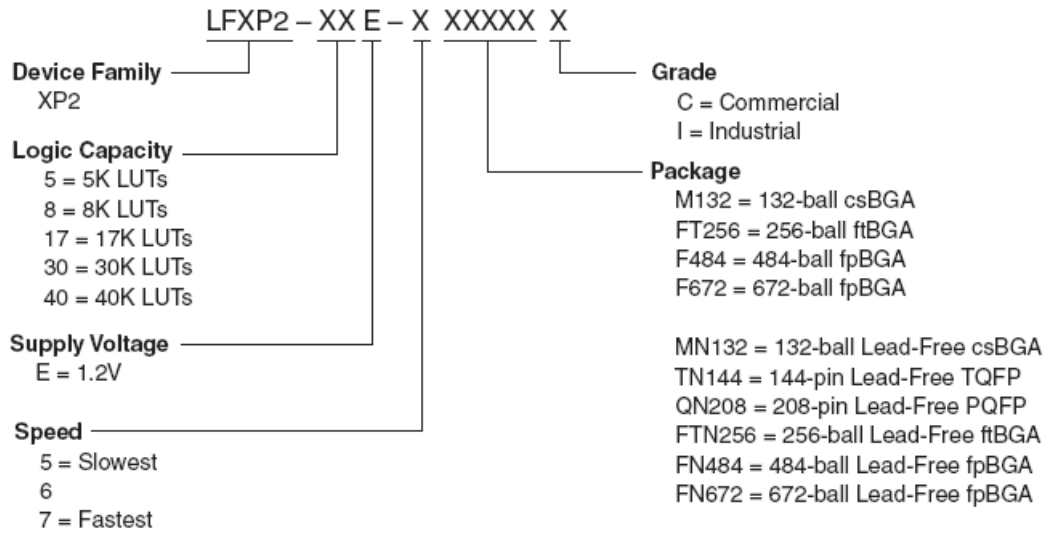 LFXP2 – XX E – X XXXXX X
Device Family
XP2
Logic Capacity
5 = 5K LUTs
8 = 8K LUTs
17 = 17K LUTs
30 = 30K LUTs
40 = 40K LUTs
Supply Voltage
E = 1.2V
Speed
5 = Slowest
6
7 = Fastest
Grade
C = Commercial
I = Industrial
Package
M132 = 132-ball csBGA
FT256 = 256-ball ftBGA
F484 = 484-ball fpBGA
F672 = 672-ball fpBGA
MN132 = 132-ball Lead-Free csBGA
TN144 = 144-pin Lead-Free TQFP
QN208 = 208-pin Lead-Free PQFP
FTN256 = 256-ball Lead-Free ftBGA
FN484 = 484-ball Lead-Free fpBGA
FN672 = 672-ball Lead-Free fpBGA